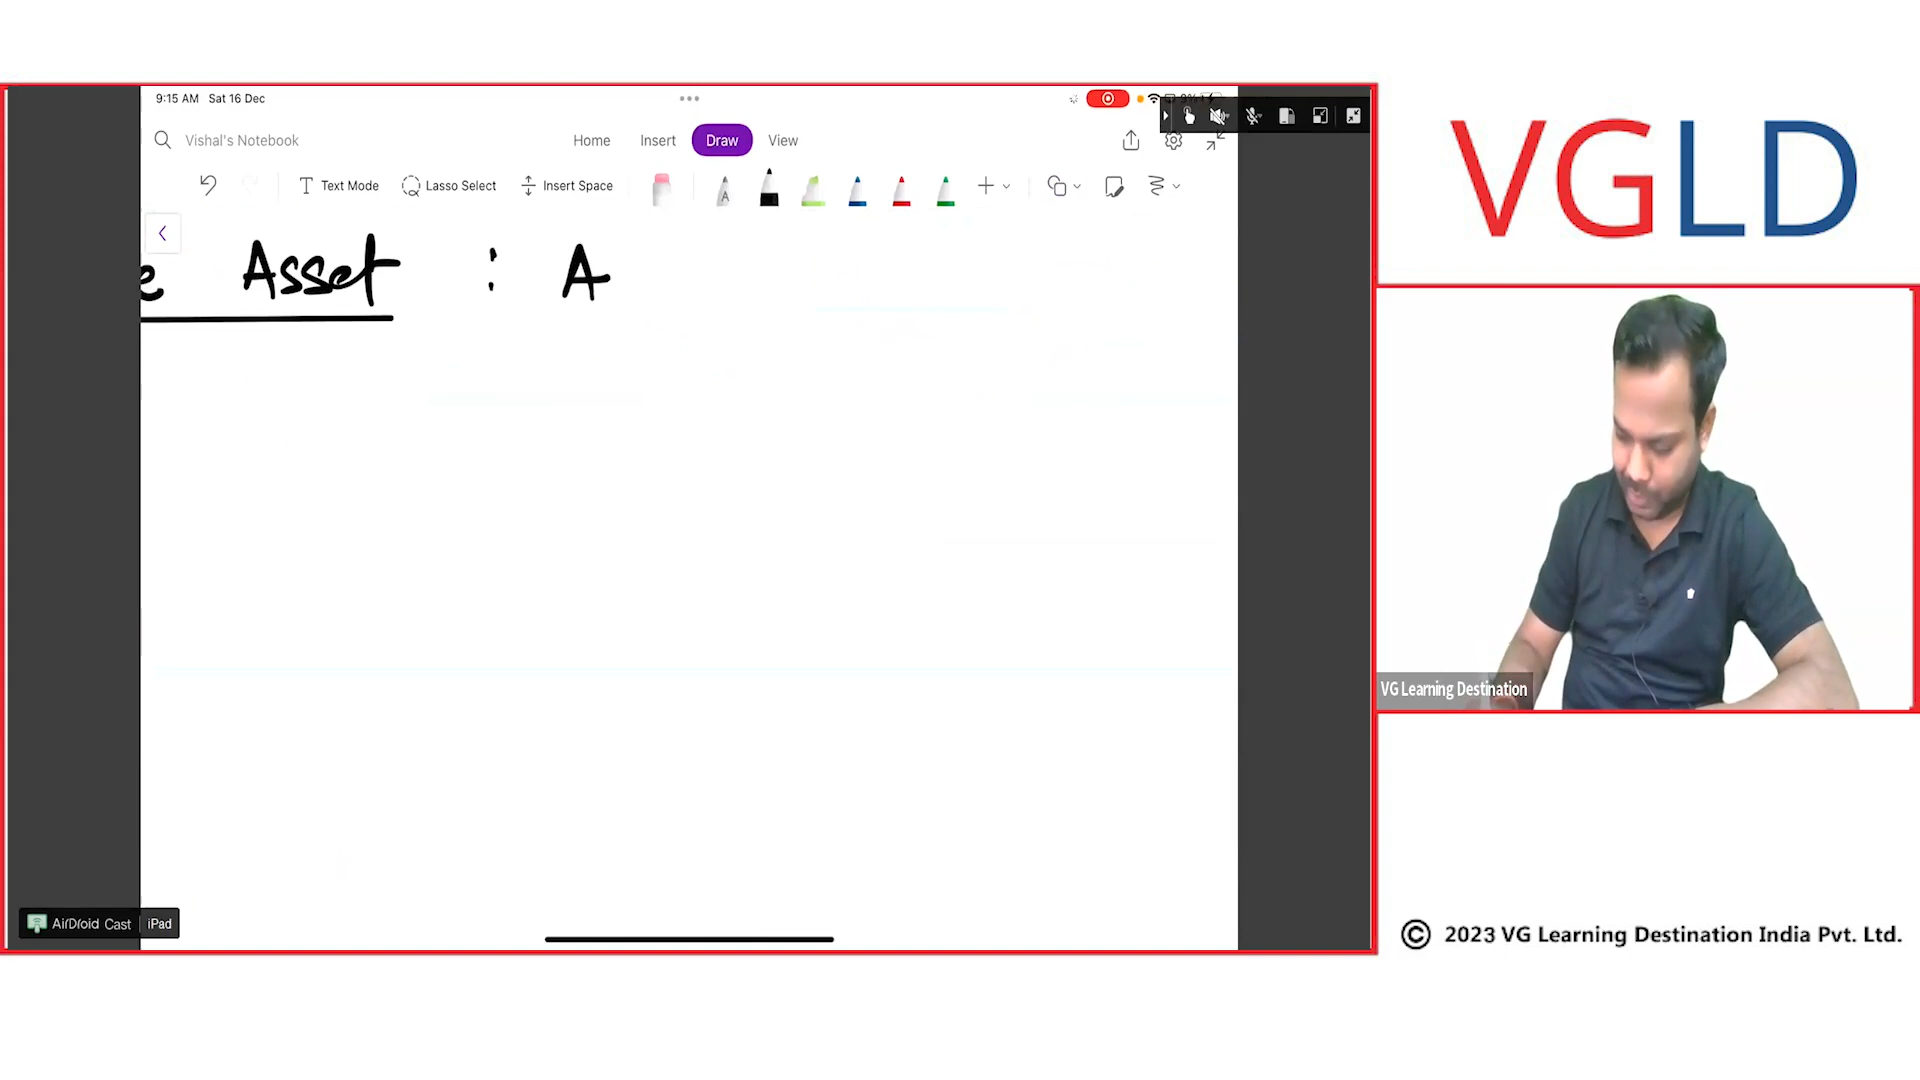 9:15 AM Sat 16 Dec
9%
Vishal's Notebook
Home Insert Draw View
Text Mode Lasso Select Insert Space
A
e Asset : A
AirDroid Cast iPad
VGLD
VG Learning Destination
© 2023 VG Learning Destination India Pvt. Ltd.